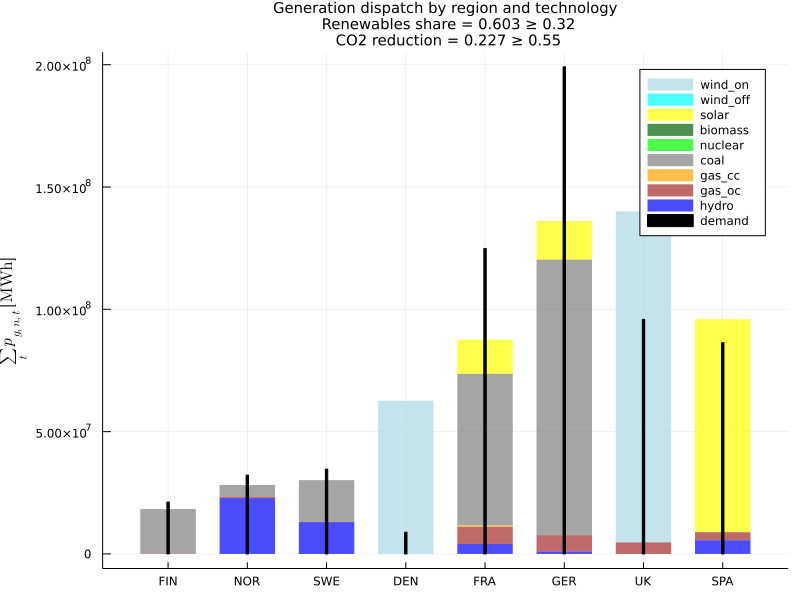 Generation dispatch by region and technology
Renewables share = 0.603 ≥ 0.32
CO2 reduction = 0.227 ≥ 0.55
2.00×10⁸
1.50×10⁸
1.00×10⁸
5.00×10⁷
0
∑ₜ p g, n, t [MWh]
wind_on
wind_off
solar
biomass
nuclear
coal
gas_cc
gas_oc
hydro
demand
FIN NOR SWE DEN FRA GER UK SPA